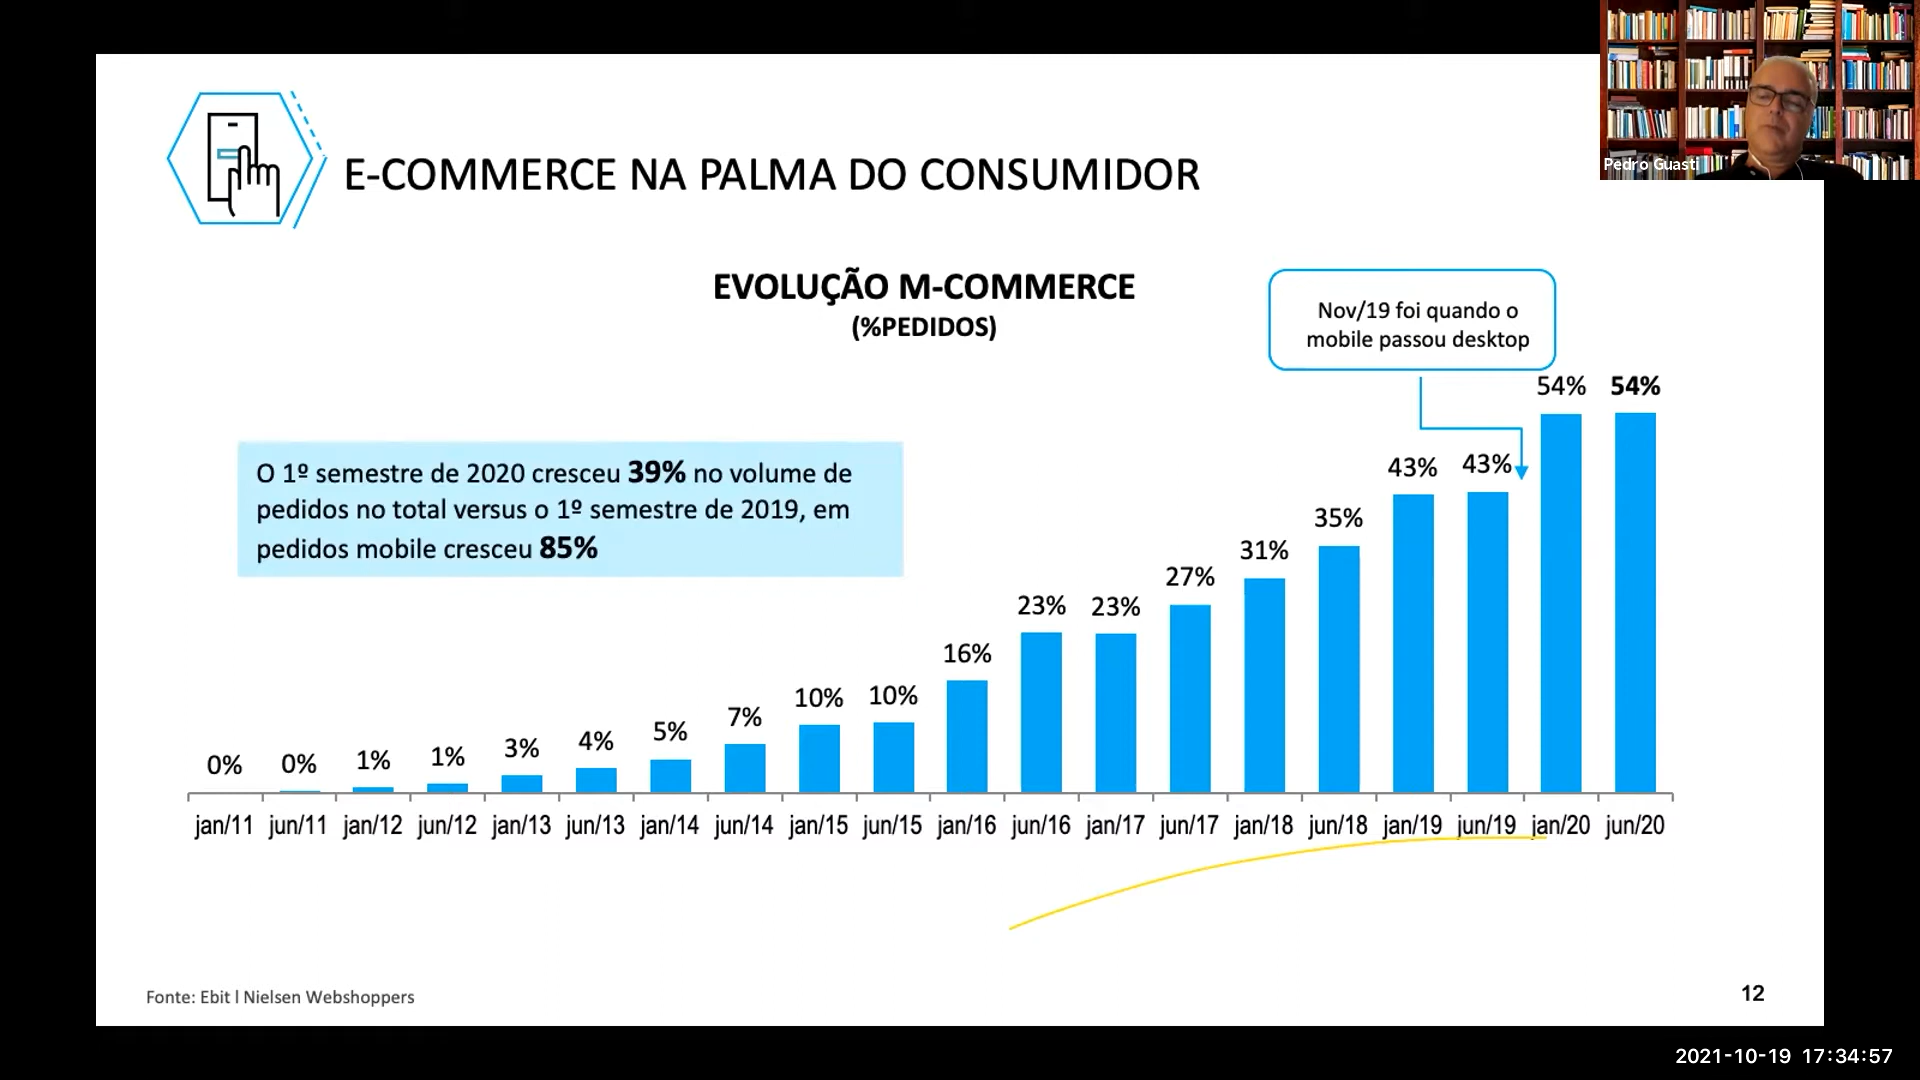 Pedro Guasti
E-COMMERCE NA PALMA DO CONSUMIDOR
EVOLUÇÃO M-COMMERCE
(%PEDIDOS)
Nov/19 foi quando o
mobile passou desktop
O 1º semestre de 2020 cresceu 39% no volume de
pedidos no total versus o 1º semestre de 2019, em
pedidos mobile cresceu 85%
0% 0% 1% 1% 3% 4% 5% 7% 10% 10% 16% 23% 23% 27% 31% 35% 43% 43% 54% 54%
jan/11 jun/11 jan/12 jun/12 jan/13 jun/13 jan/14 jun/14 jan/15 jun/15 jan/16 jun/16 jan/17 jun/17 jan/18 jun/18 jan/19 jun/19 jan/20 jun/20
Fonte: Ebit l Nielsen Webshoppers
12
2021-10-19 17:34:57